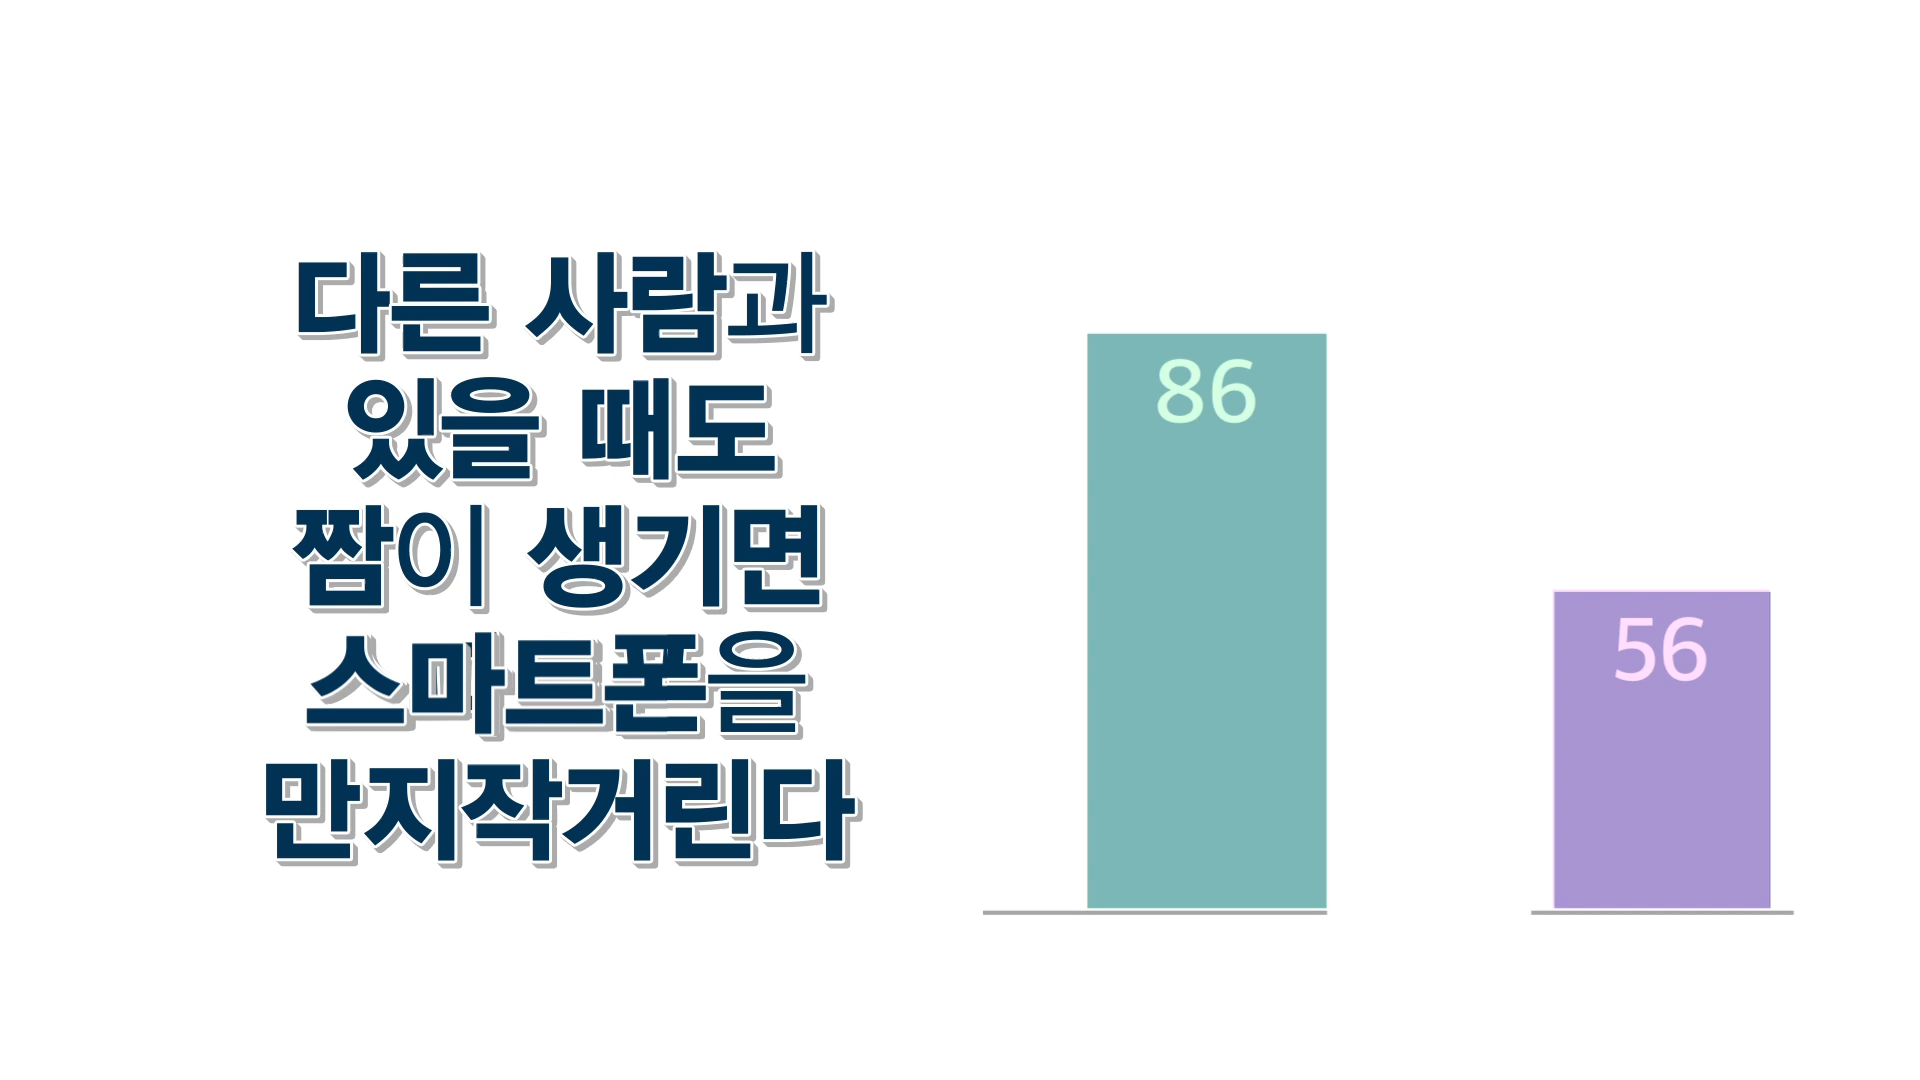 다른 사람과
있을 때도
짬이 생기면
스마트폰을
만지작거린다
86
56